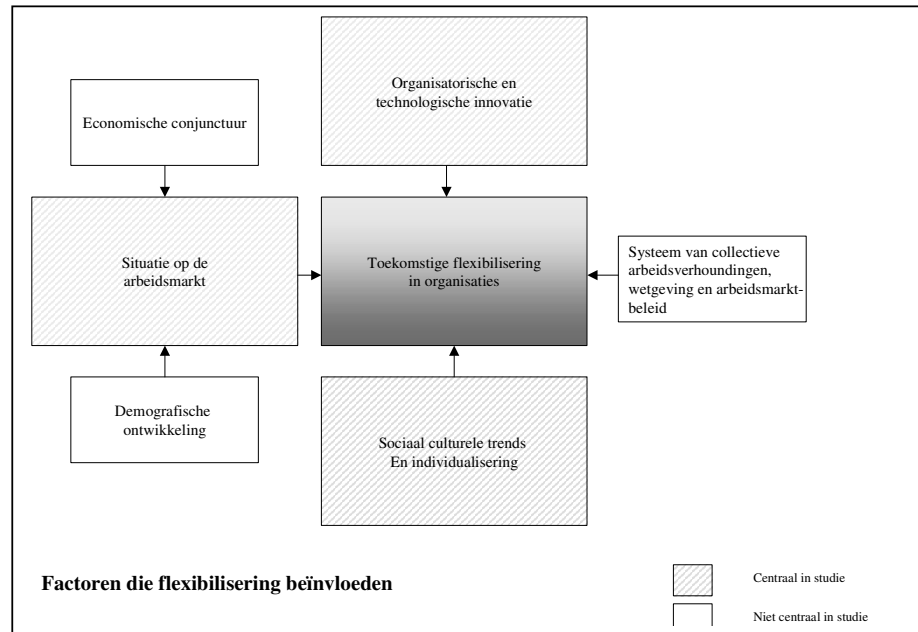 Organisatorische en
technologische innovatie
Economische conjunctuur
Situatie op de
arbeidsmarkt
Toekomstige flexibilisering
in organisaties
Systeem van collectieve
arbeidsverhoundingen,
wetgeving en arbeidsmarkt-
beleid
Demografische
ontwikkeling
Sociaal culturele trends
En individualisering
Factoren die flexibilisering beïnvloeden
Centraal in studie
Niet centraal in studie